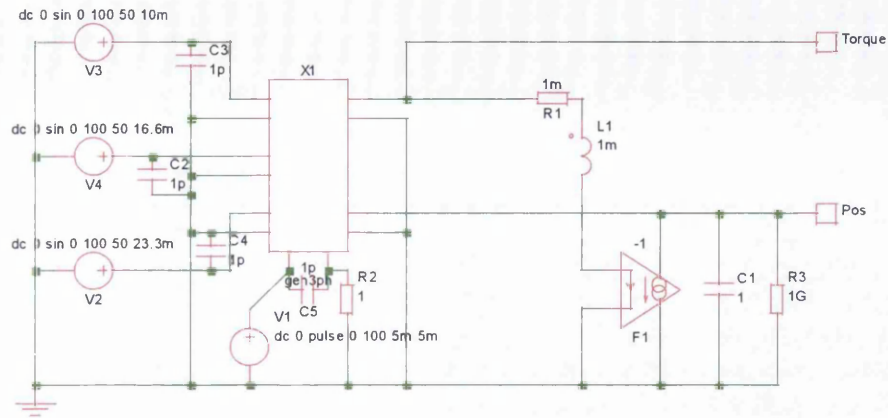 dc 0 sin 0 100 50 10m
V3
C3
1p
X1
Torque
1m
R1
L1
1m
dc 0 sin 0 100 50 16.6m
V4
C2
1p
Pos
dc 0 sin 0 100 50 23.3m
V2
C4
1p
1p
gen3ph
C5
R2
1
V1
dc 0 pulse 0 100 5m 5m
-1
F1
C1
1
R3
1G